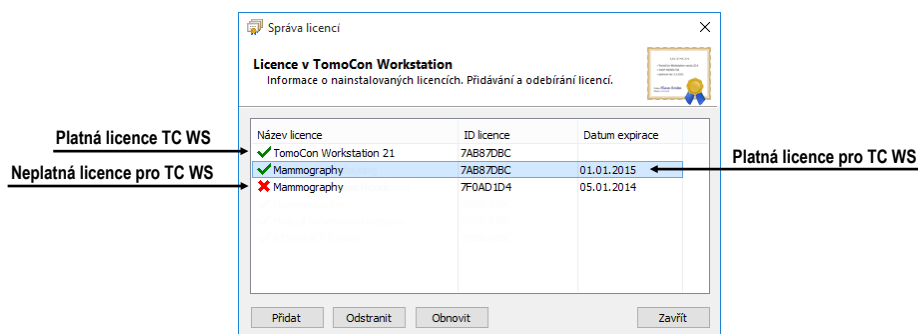 Správa licencí
Licence v TomoCon Workstation
Informace o nainstalovaných licencích. Přidávání a odebírání licencí.
Název licence ID licence Datum expirace
Platná licence TC WS
TomoCon Workstation 21 7AB87DBC
Mammography 7AB87DBC 01.01.2015
Platná licence pro TC WS
Neplatná licence pro TC WS
Mammography 7F0AD1D4 05.01.2014
Přidat Odstranit Obnovit Zavřít